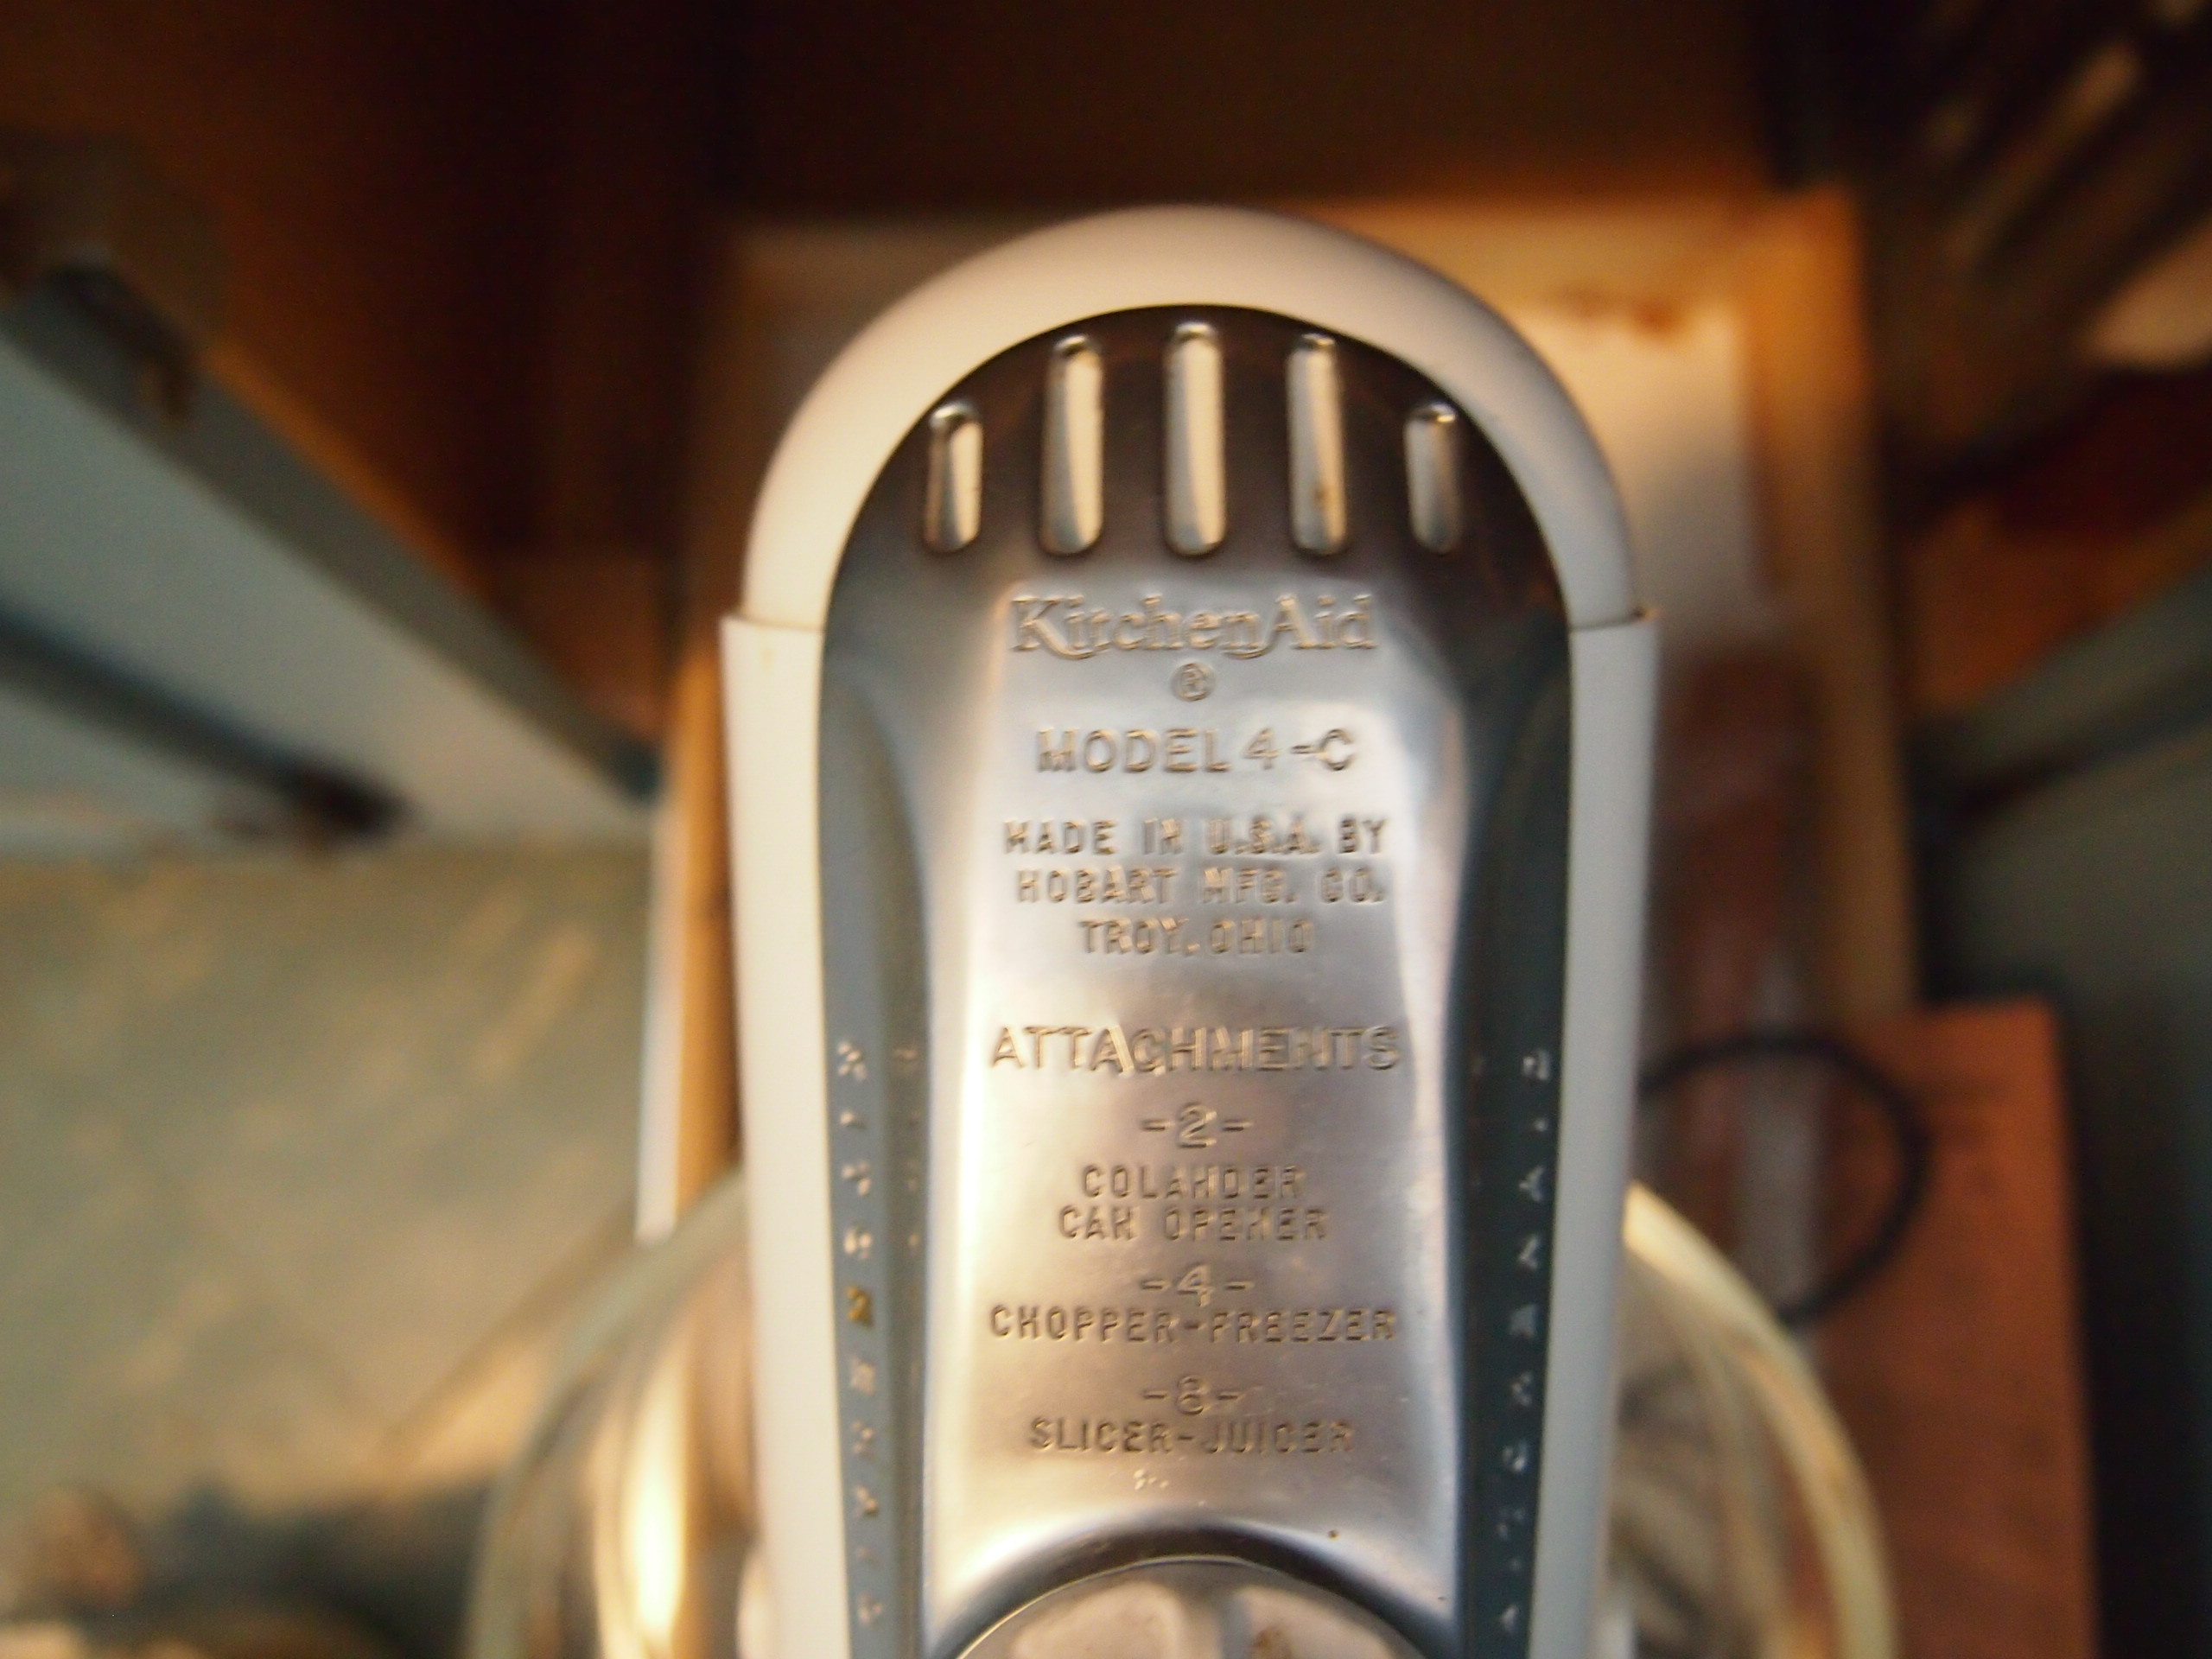 KitchenAid
®
MODEL 4-C
MADE IN U.S.A. BY
HOBART MFG. CO.
TROY, OHIO
ATTACHMENTS
-2-
COLANDER
CAN OPENER
-4-
CHOPPER-FREEZER
-8-
SLICER-JUICER